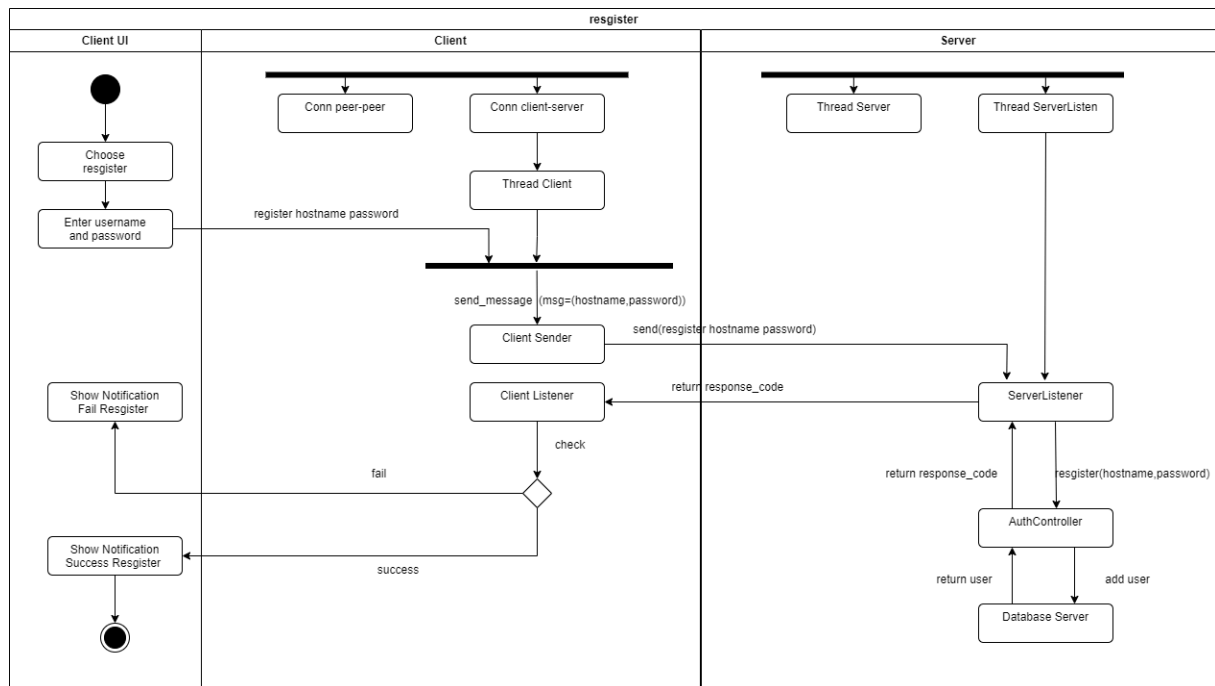 resgister
Client UI
Client
Server
Conn peer-peer
Conn client-server
Thread Server
Thread ServerListen
Choose
resgister
Thread Client
Enter username
and password
register hostname password
send_message (msg=(hostname,password))
Client Sender
send(resgister hostname password)
Show Notification
Fail Resgister
Client Listener
return response_code
ServerListener
check
fail
return response_code
resgister(hostname,password)
AuthController
Show Notification
Success Resgister
success
return user
add user
Database Server